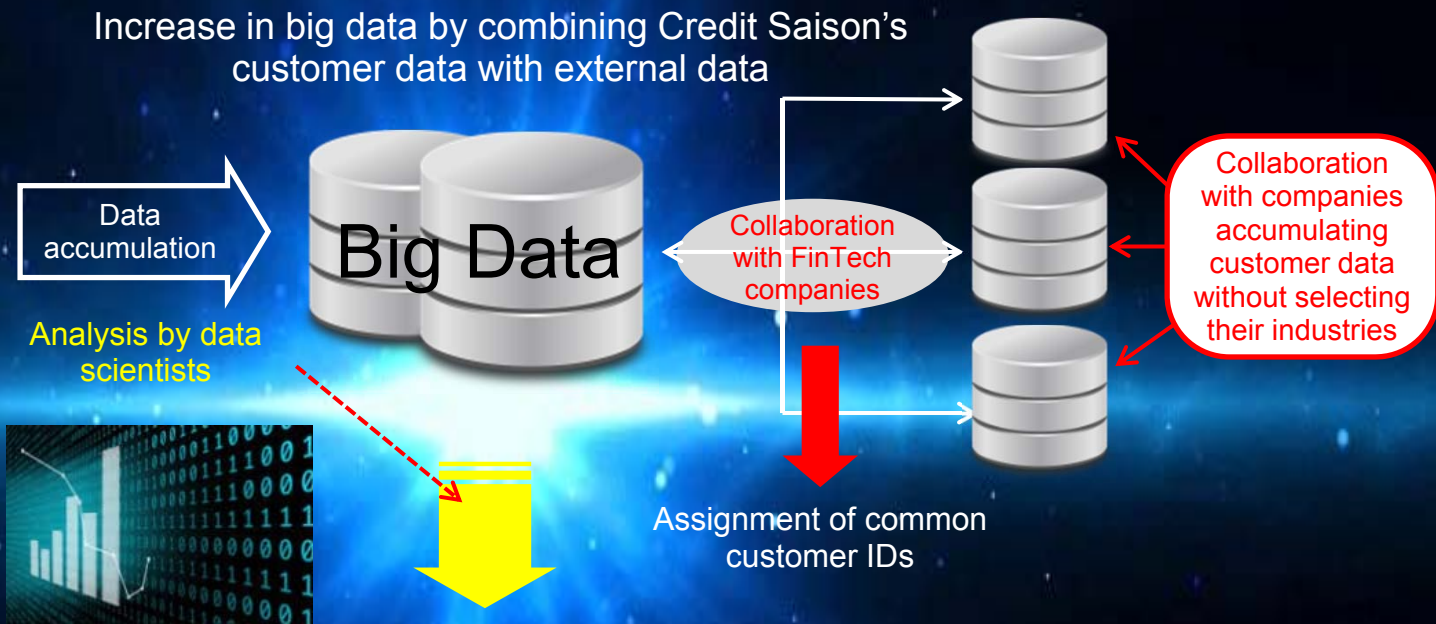 Increase in big data by combining Credit Saison’s
customer data with external data
Data
accumulation
Big Data
Collaboration
with FinTech
companies
Collaboration
with companies
accumulating
customer data
without selecting
their industries
Analysis by data
scientists
Assignment of common
customer IDs